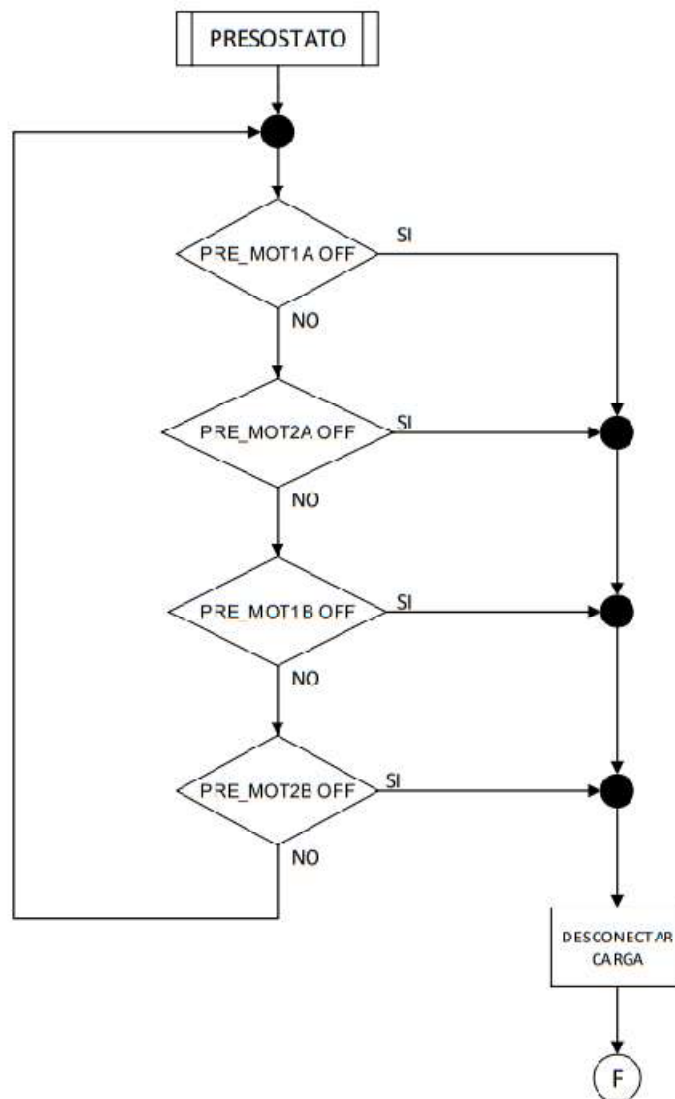 PRESOSTATO
PRE_MOT1A OFF
SI
NO
PRE_MOT2A OFF
SI
NO
PRE_MOT1B OFF
SI
NO
PRE_MOT2B OFF
SI
NO
DESCONECTAR
CARGA
F